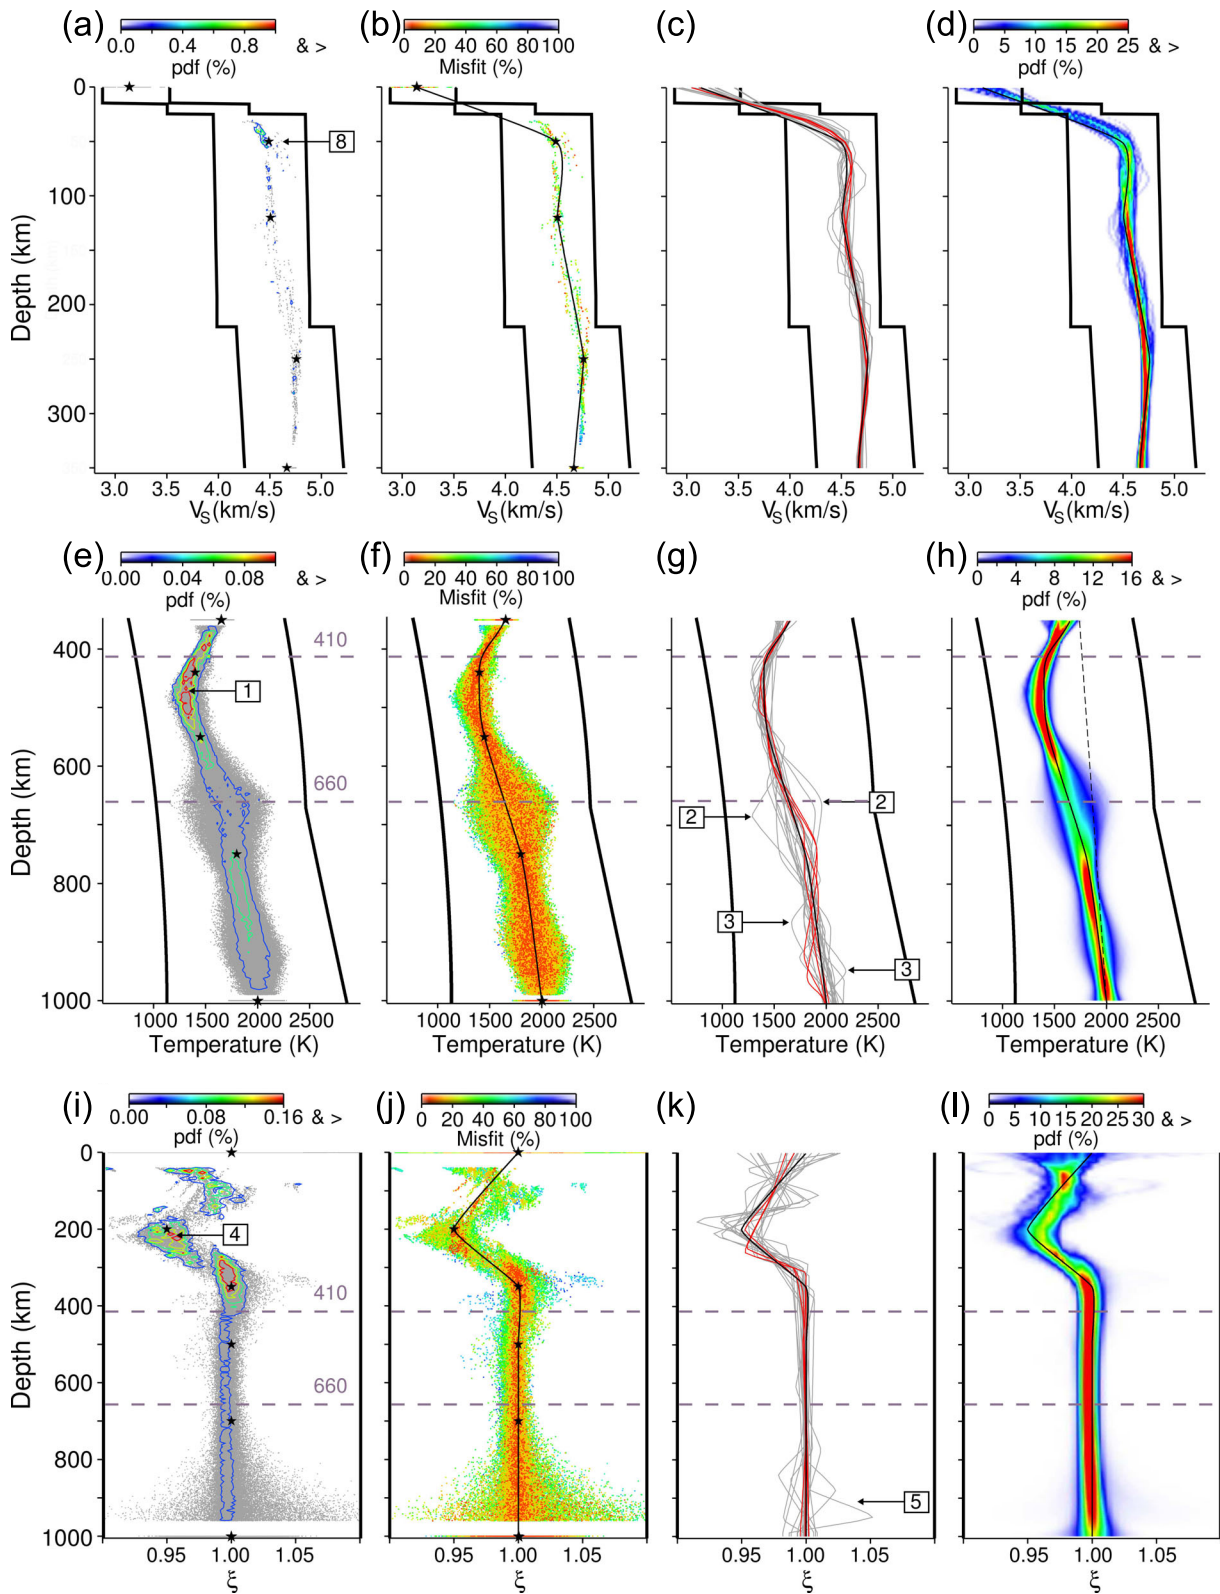 (a) (b) (c) (d)
0.0 0.4 0.8 & >
pdf (%)
0 20 40 60 80 100
Misfit (%)
0 5 10 15 20 25 & >
pdf (%)
0
100
200
300
Depth (km)
8
3.0 3.5 4.0 4.5 5.0
VS(km/s)
3.0 3.5 4.0 4.5 5.0
VS(km/s)
3.0 3.5 4.0 4.5 5.0
VS(km/s)
3.0 3.5 4.0 4.5 5.0
VS(km/s)
(e) (f) (g) (h)
0.00 0.04 0.08 & >
pdf (%)
0 20 40 60 80 100
Misfit (%)
0 4 8 12 16 & >
pdf (%)
400
600
800
1000
Depth (km)
410
660
1
2
2
3
3
1000 1500 2000 2500
Temperature (K)
1000 1500 2000 2500
Temperature (K)
1000 1500 2000 2500
Temperature (K)
1000 1500 2000 2500
Temperature (K)
(i) (j) (k) (l)
0.00 0.08 0.16 & >
pdf (%)
0 20 40 60 80 100
Misfit (%)
0 5 10 15 20 25 30 & >
pdf (%)
0
200
400
600
800
1000
Depth (km)
4
410
660
5
0.95 1.00 1.05
ξ
0.95 1.00 1.05
ξ
0.95 1.00 1.05
ξ
0.95 1.00 1.05
ξ